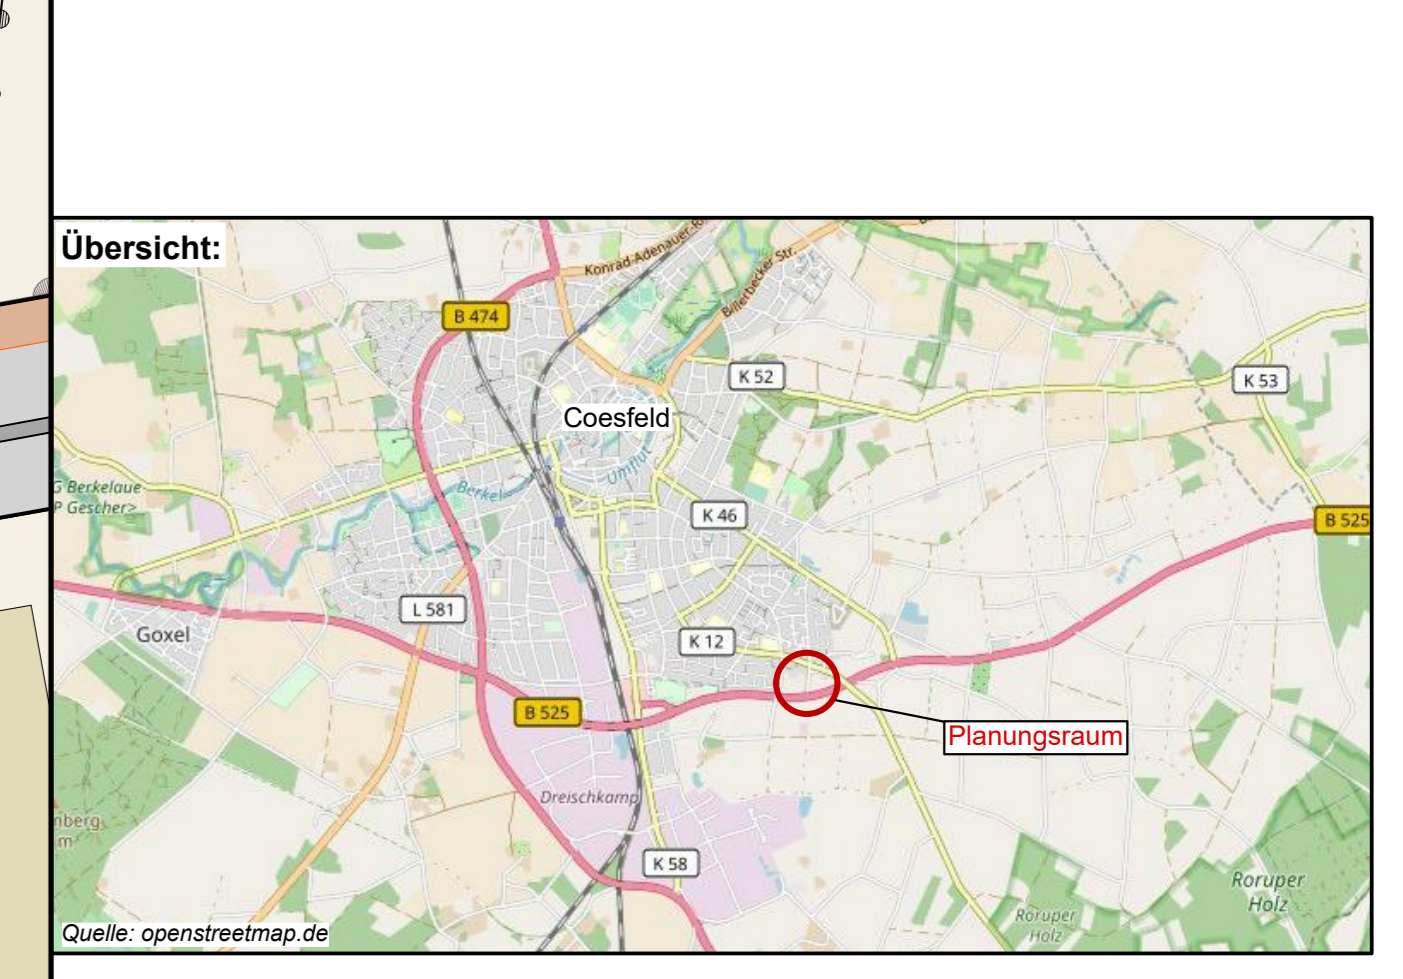 Übersicht:
Konrad-Adenauer-R
Billerbecker Str.
B 474
K 52
K 53
Coesfeld
Umflut
Berkel
G Berkelaue
P Gescher>
K 46
B 525
L 581
Goxel
K 12
B 525
Planungsraum
Dreischkamp
nberg
m
K 58
Roruper
Holz
Roruper
Holz
Quelle: openstreetmap.de